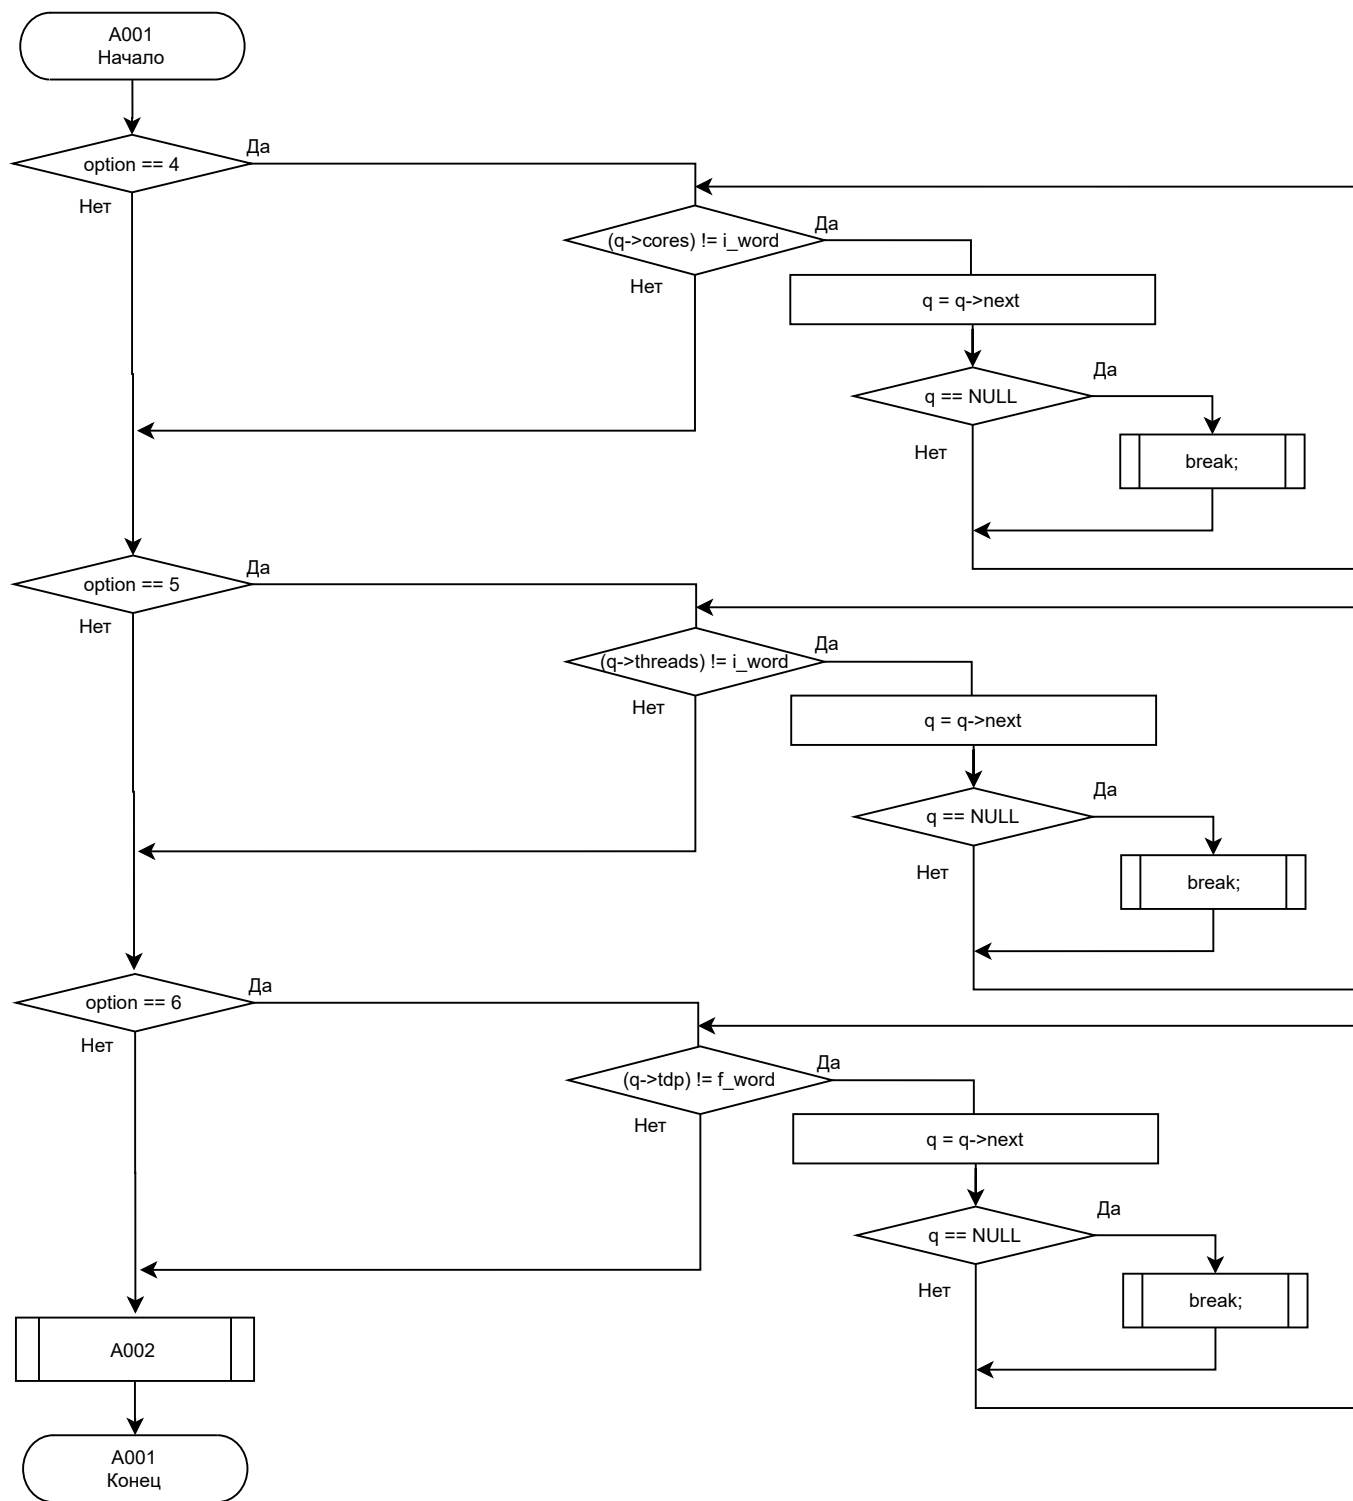 A001
Начало
option == 4
Да
Нет
(q->cores) != i_word
Да
Нет
q = q->next
q == NULL
Да
Нет
break;
option == 5
Да
Нет
(q->threads) != i_word
Да
Нет
q = q->next
q == NULL
Да
Нет
break;
option == 6
Да
Нет
(q->tdp) != f_word
Да
Нет
q = q->next
q == NULL
Да
Нет
break;
A002
A001
Конец